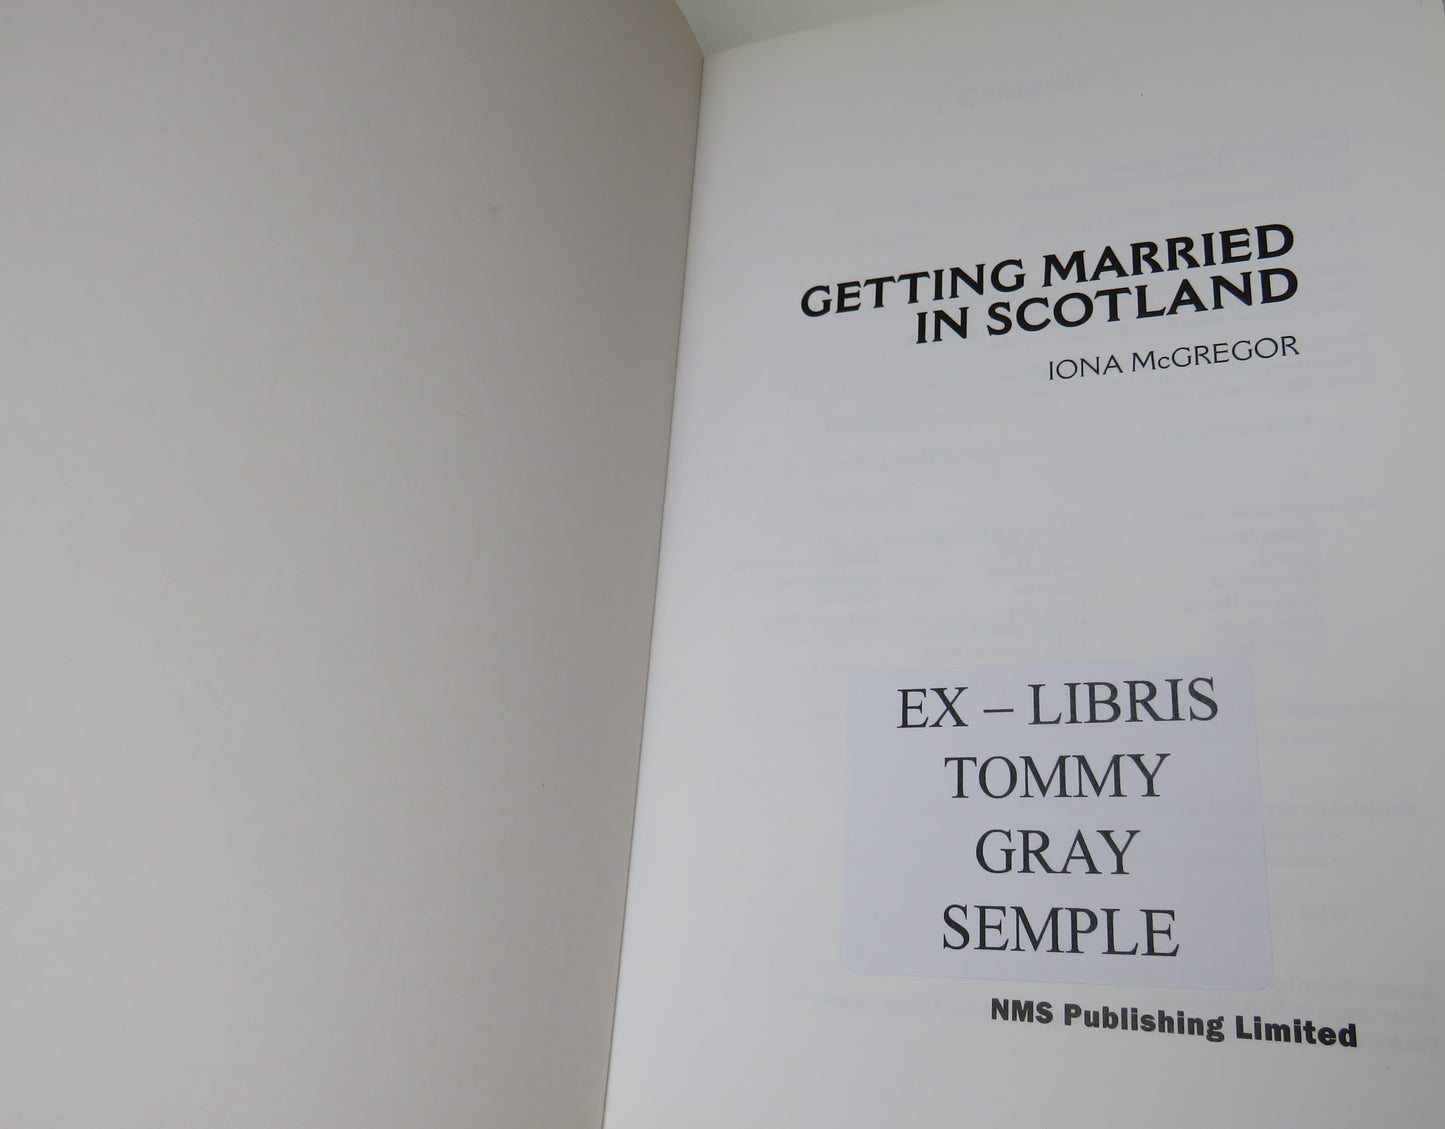 GETTING MARRIED
IN SCOTLAND
IONA McGREGOR
EX – LIBRIS
TOMMY
GRAY
SEMPLE
NMS Publishing Limited